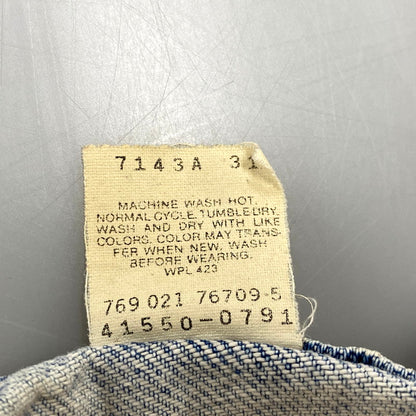 7143A 31
MACHINE WASH HOT.
NORMAL CYCLE. TUMBLE DRY.
WASH AND DRY WITH LIKE
COLORS. COLOR MAY TRANS-
FER WHEN NEW. WASH
BEFORE WEARING.
WPL 423
769 021 76709-5
41550-0791